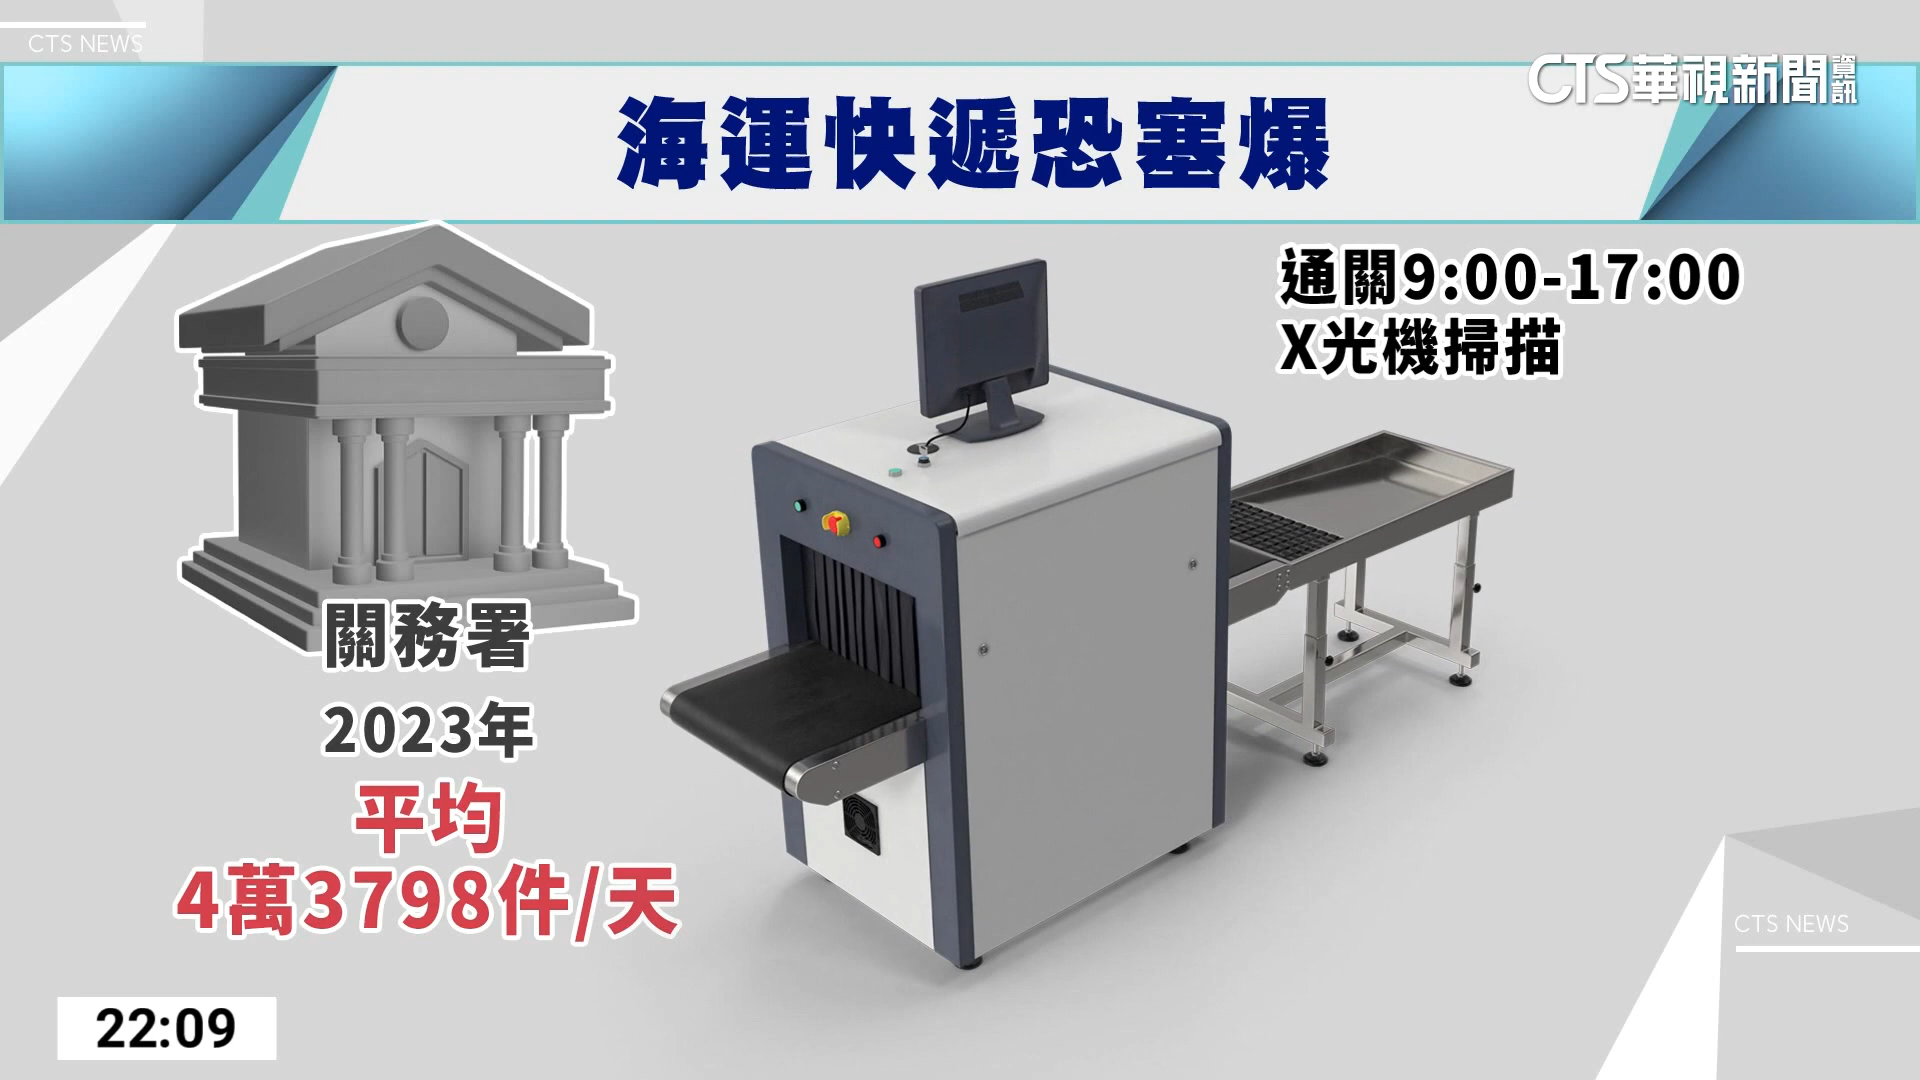 CTS NEWS
CTS華視新聞資訊
海運快遞恐塞爆
通關9:00-17:00
X光機掃描
關務署
2023年
平均
4萬3798件/天
CTS NEWS
22:09